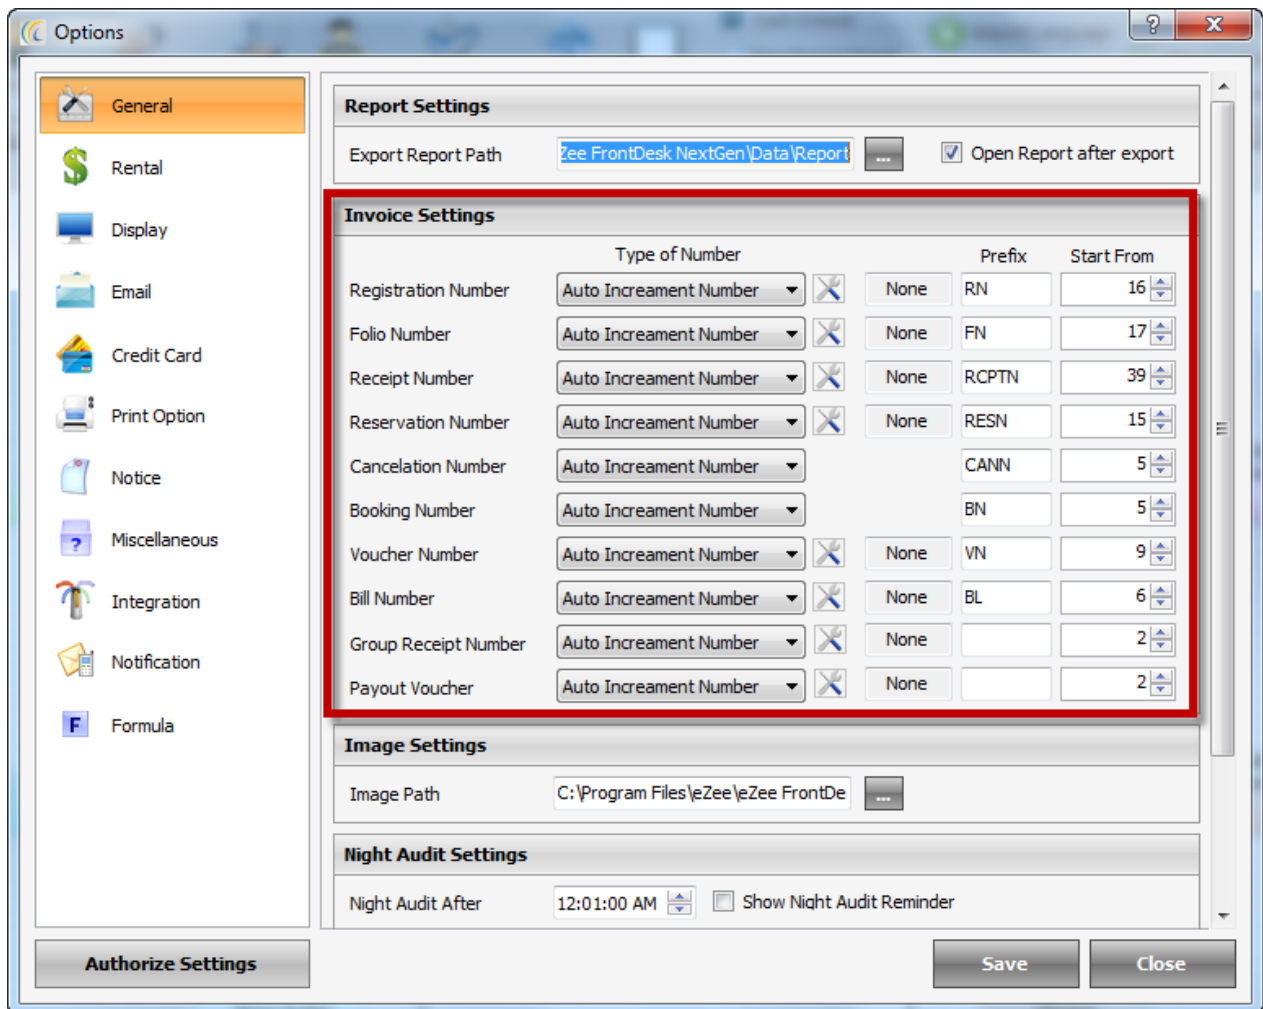 Options
?
X
General
Rental
Display
Email
Credit Card
Print Option
Notice
Miscellaneous
Integration
Notification
F Formula
Authorize Settings
Report Settings
Export Report Path Zee FrontDesk NextGen\Data\Report ... Open Report after export
Invoice Settings
Type of Number Prefix Start From
Registration Number Auto Increament Number None RN 16
Folio Number Auto Increament Number None FN 17
Receipt Number Auto Increament Number None RCPTN 39
Reservation Number Auto Increament Number None RESN 15
Cancelation Number Auto Increament Number CANN 5
Booking Number Auto Increament Number BN 5
Voucher Number Auto Increament Number None VN 9
Bill Number Auto Increament Number None BL 6
Group Receipt Number Auto Increament Number None 2
Payout Voucher Auto Increament Number None 2
Image Settings
Image Path C:\Program Files\eZee\eZee FrontDe ...
Night Audit Settings
Night Audit After 12:01:00 AM Show Night Audit Reminder
Save Close